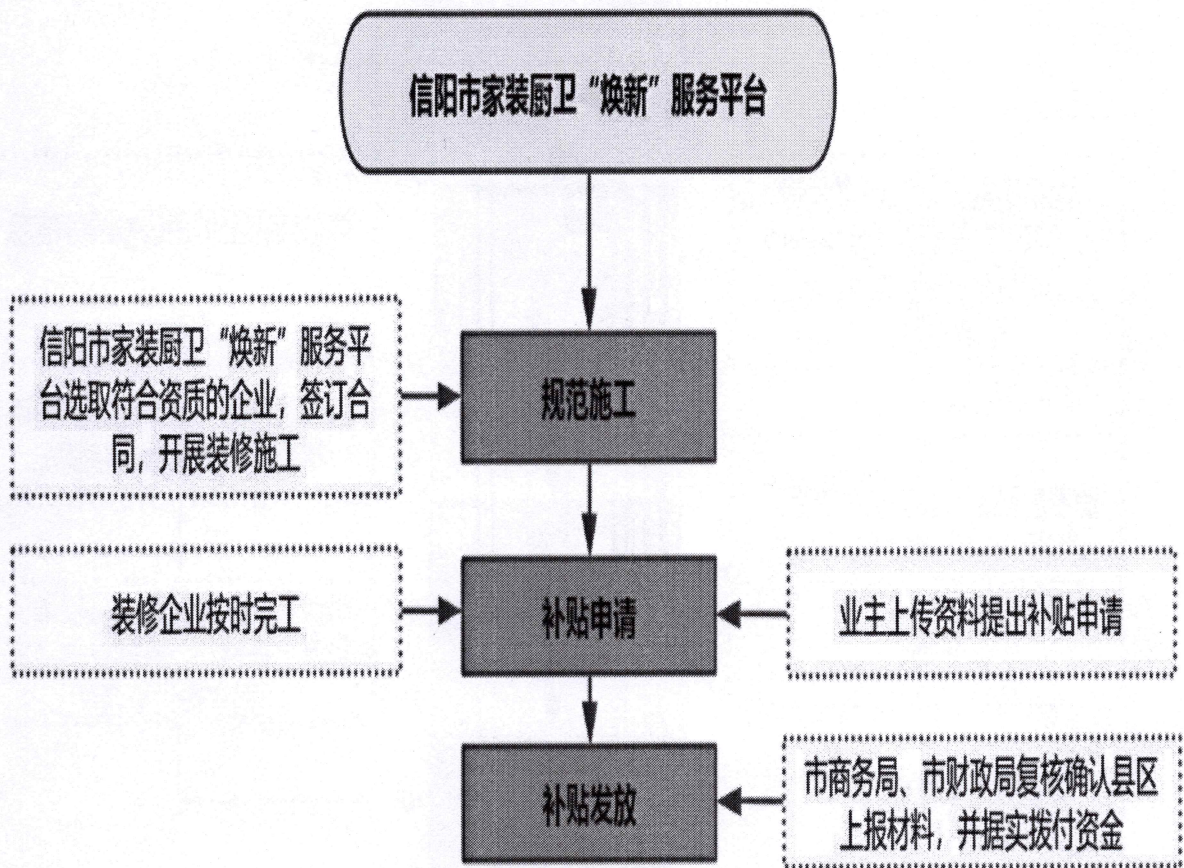 信阳市家装厨卫“焕新”服务平台
信阳市家装厨卫“焕新”服务平
台选取符合资质的企业，签订合
同，开展装修施工
规范施工
装修企业按时完工
补贴申请
业主上传资料提出补贴申请
补贴发放
市商务局、市财政局复核确认县区
上报材料，并据实拨付资金